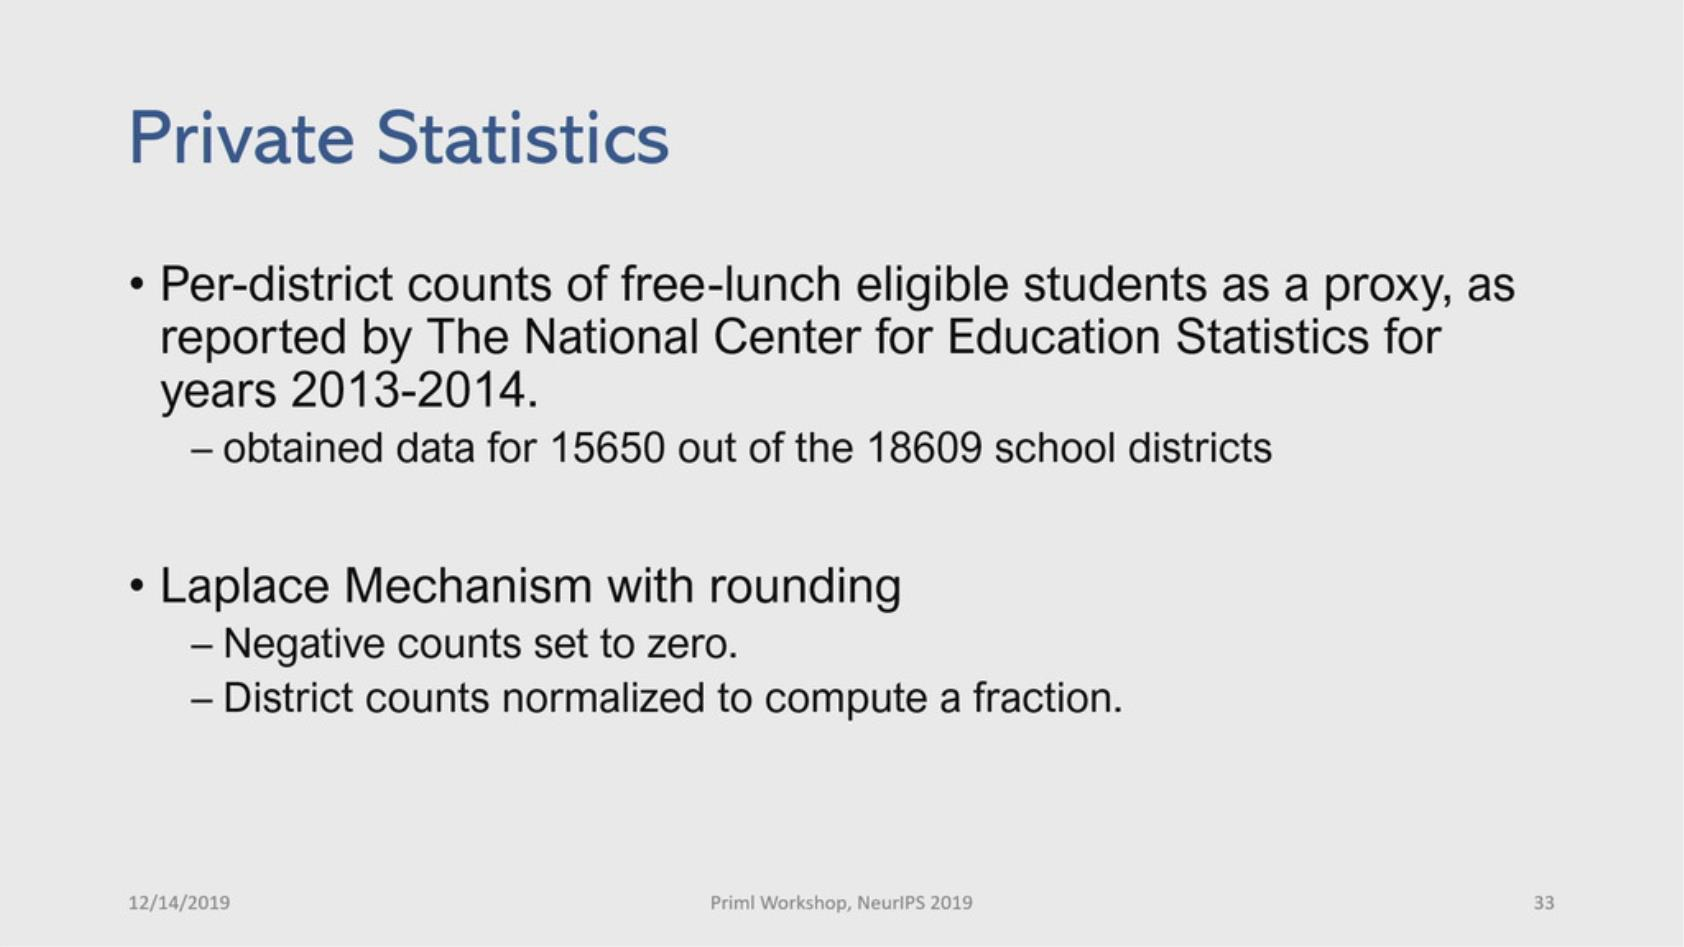 Private Statistics
• Per-district counts of free-lunch eligible students as a proxy, as
reported by The National Center for Education Statistics for
years 2013-2014.
– obtained data for 15650 out of the 18609 school districts
• Laplace Mechanism with rounding
– Negative counts set to zero.
– District counts normalized to compute a fraction.
12/14/2019
Priml Workshop, NeurIPS 2019
33